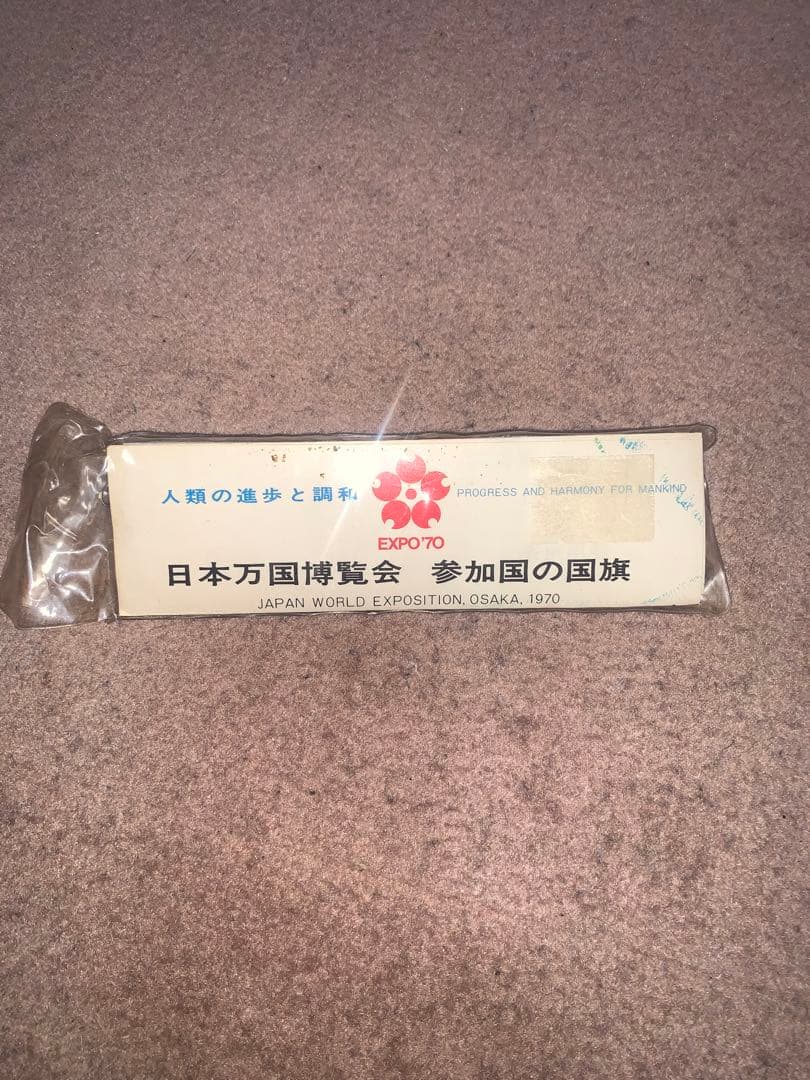 人類の進歩と調和
PROGRESS AND HARMONY FOR MANKIND
EXPO'70
日本万国博覧会 参加国の国旗
JAPAN WORLD EXPOSITION, OSAKA, 1970